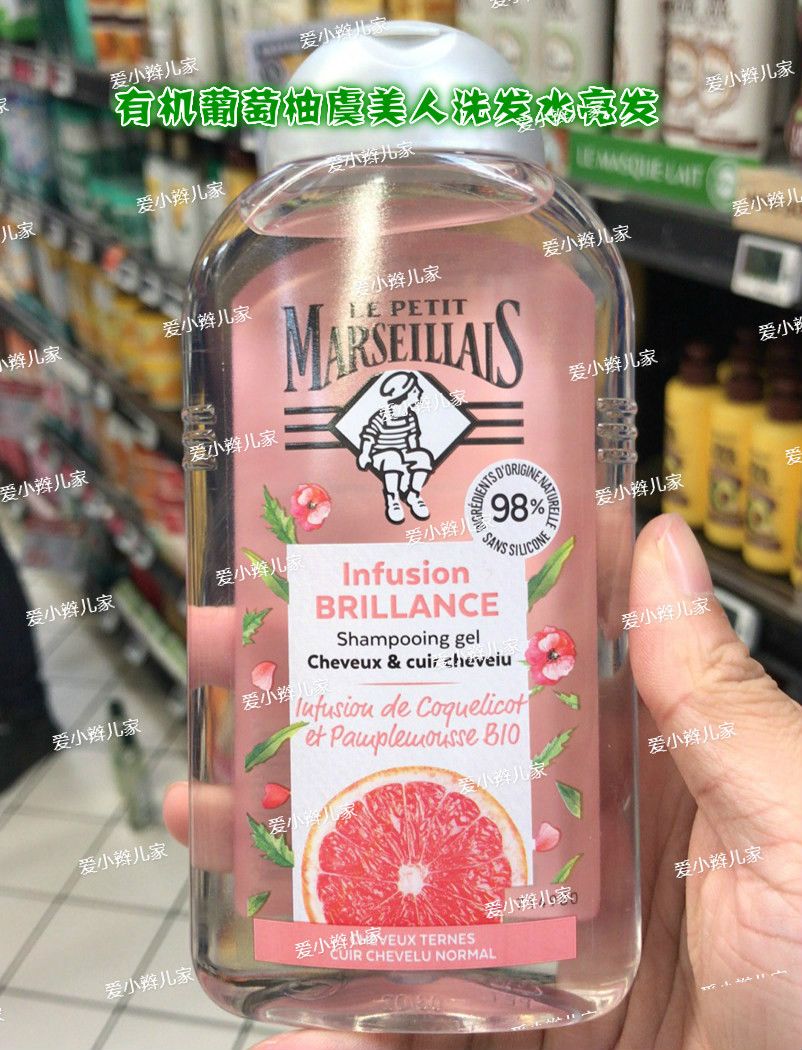 有机葡萄柚虞美人洗发水亮发
LE MASQUE LAIT
LE PETIT
MARSEILLAIS
INGRÉDIENTS D'ORIGINE NATURELLE
98%
SANS SILICONE
Infusion
BRILLANCE
Shampooing gel
Cheveux & cuir chevelu
Infusion de Coquelicot
et Pamplemousse BIO
CHEVEUX TERNES
CUIR CHEVELU NORMAL
爱小辫儿家